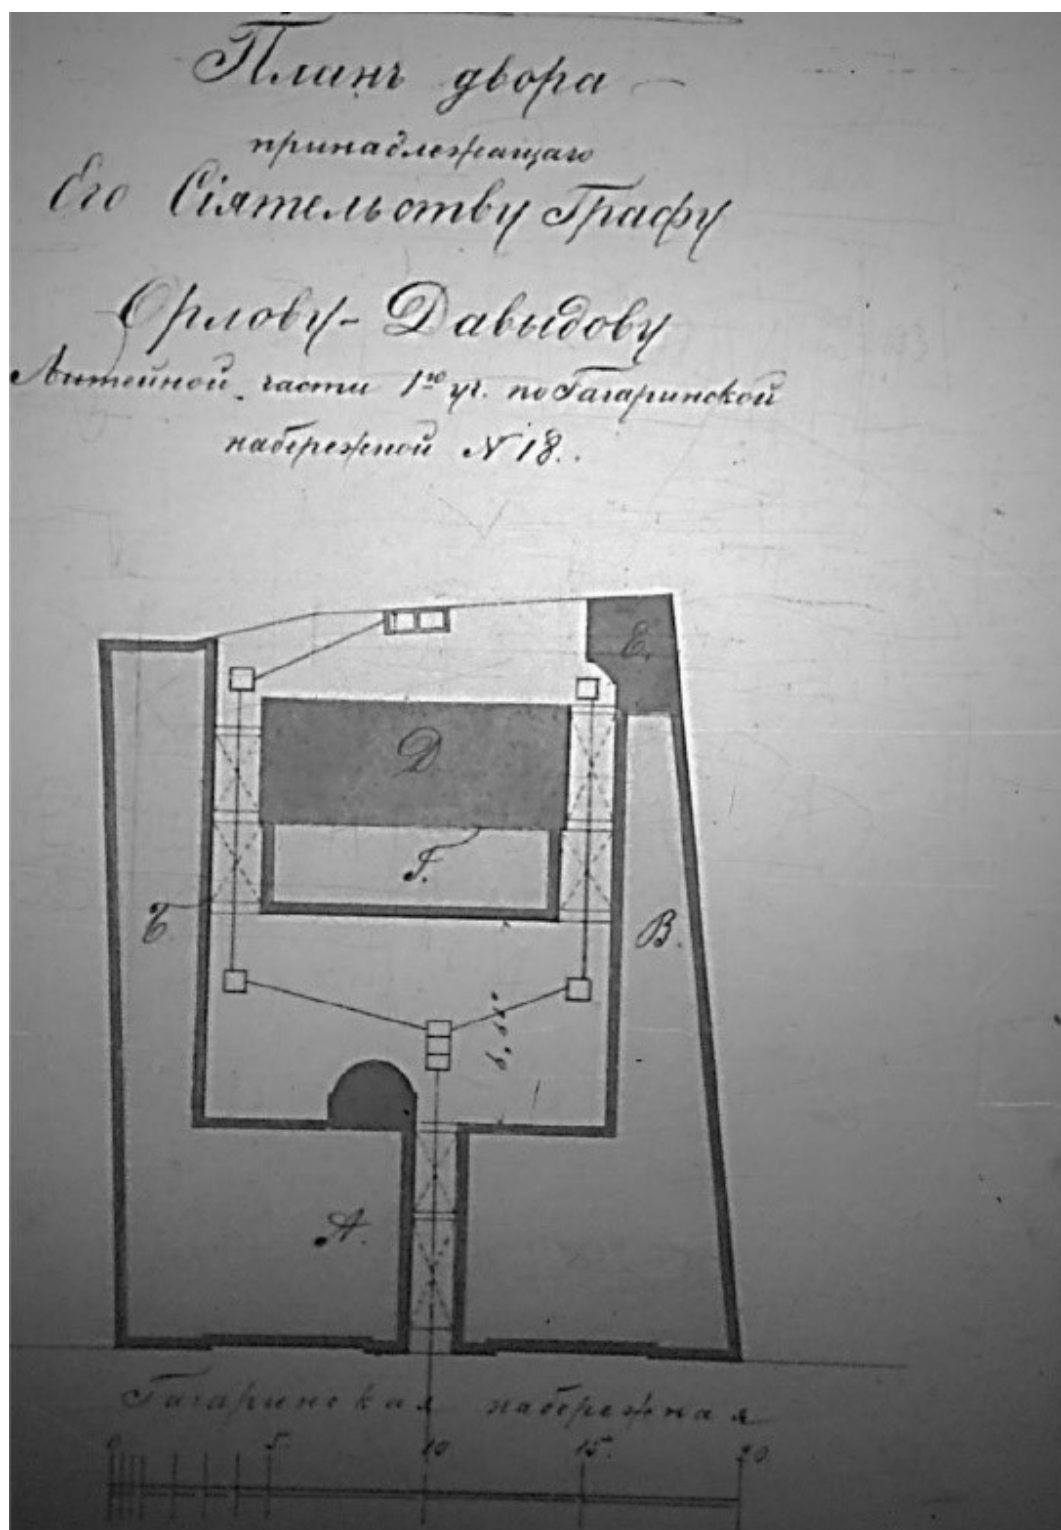 Планъ двора
принадлежащаго
Его Сіятельству Графу
Орлову-Давыдову
Литейной части 1го уч. по Гагаринской
набережной N 18.
Е.
Д.
F.
Б.
В.
А.
Гагаринская набережная
0 5. 10 15. 20